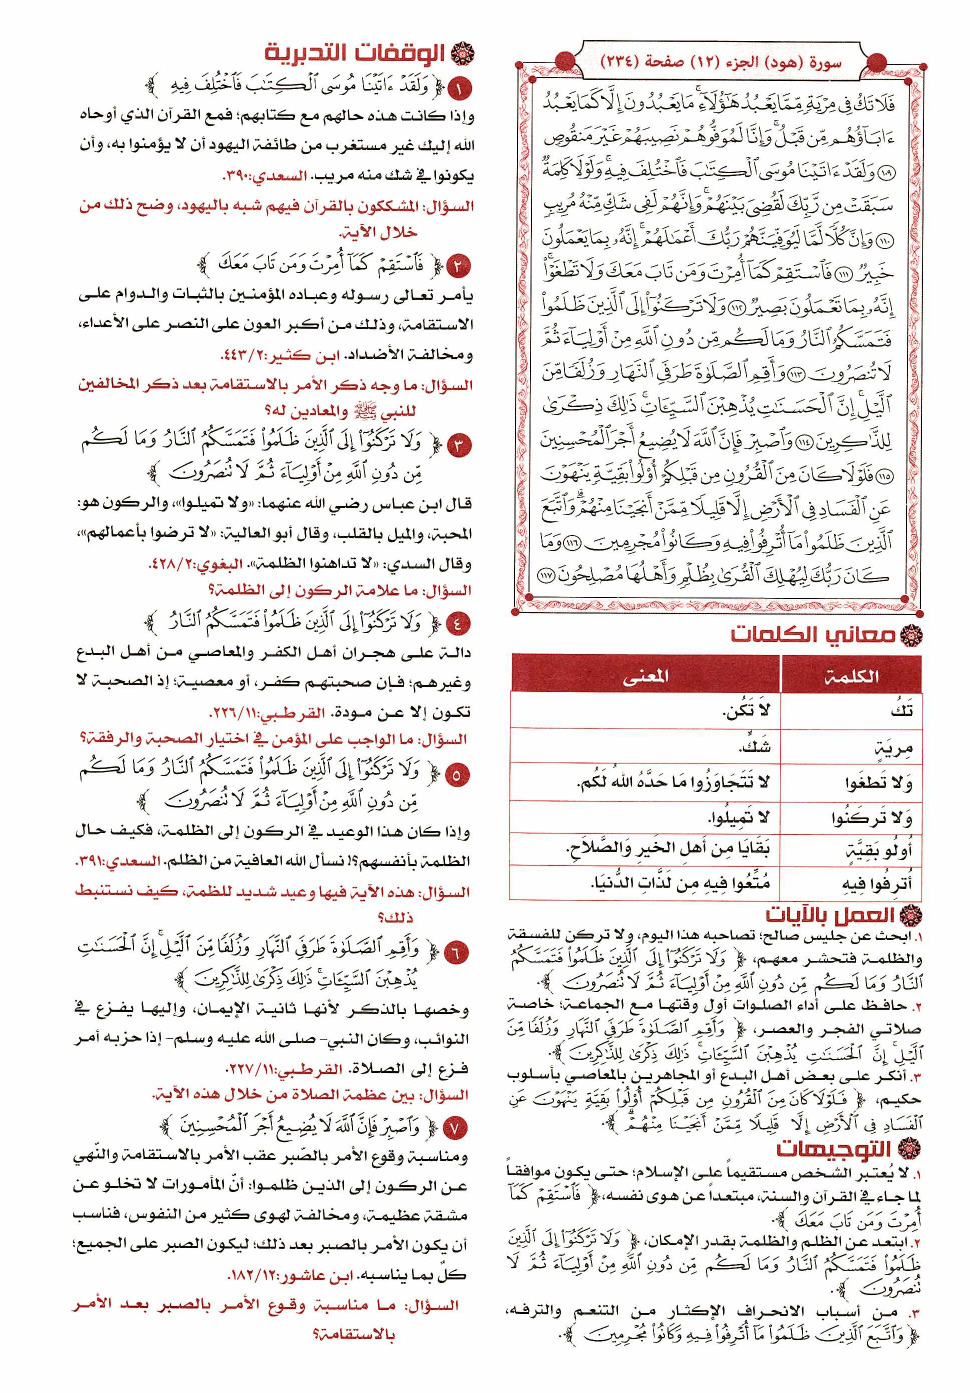 سورة (هود) الجزء (١٢) صفحة (٢٣٤)
فَلَا تَكُ فِي مِرْيَةٍ مِّمَّا يَعْبُدُ هَٰؤُلَاءِ ۚ مَا يَعْبُدُونَ إِلَّا كَمَا يَعْبُدُ
ءَابَاؤُهُم مِّن قَبْلُ ۚ وَإِنَّا لَمُوَفُّوهُمْ نَصِيبَهُمْ غَيْرَ مَنقُوصٍ
١٠٩ وَلَقَدْ ءَاتَيْنَا مُوسَى الْكِتَابَ فَاخْتُلِفَ فِيهِ ۚ وَلَوْلَا كَلِمَةٌ
سَبَقَتْ مِن رَّبِّكَ لَقُضِيَ بَيْنَهُمْ ۚ وَإِنَّهُمْ لَفِي شَكٍّ مِّنْهُ مُرِيبٍ
١١٠ وَإِنَّ كُلًّا لَّمَّا لَيُوَفِّيَنَّهُمْ رَبُّكَ أَعْمَالَهُمْ ۚ إِنَّهُ بِمَا يَعْمَلُونَ
خَبِيرٌ ١١١ فَاسْتَقِمْ كَمَا أُمِرْتَ وَمَن تَابَ مَعَكَ وَلَا تَطْغَوْا ۚ
إِنَّهُ بِمَا تَعْمَلُونَ بَصِيرٌ ١١٢ وَلَا تَرْكَنُوا إِلَى الَّذِينَ ظَلَمُوا
فَتَمَسَّكُمُ النَّارُ وَمَا لَكُم مِّن دُونِ اللَّهِ مِنْ أَوْلِيَاءَ ثُمَّ
لَا تُنصَرُونَ ١١٣ وَأَقِمِ الصَّلَاةَ طَرَفَيِ النَّهَارِ وَزُلَفًا مِّنَ
الَّيْلِ ۚ إِنَّ الْحَسَنَاتِ يُذْهِبْنَ السَّيِّئَاتِ ۚ ذَٰلِكَ ذِكْرَىٰ
لِلذَّاكِرِينَ ١١٤ وَاصْبِرْ فَإِنَّ اللَّهَ لَا يُضِيعُ أَجْرَ الْمُحْسِنِينَ
١١٥ فَلَوْلَا كَانَ مِنَ الْقُرُونِ مِن قَبْلِكُمْ أُولُوا بَقِيَّةٍ يَنْهَوْنَ
عَنِ الْفَسَادِ فِي الْأَرْضِ إِلَّا قَلِيلًا مِّمَّنْ أَنجَيْنَا مِنْهُمْ ۗ وَاتَّبَعَ
الَّذِينَ ظَلَمُوا مَا أُتْرِفُوا فِيهِ وَكَانُوا مُجْرِمِينَ ١١٦ وَمَا
كَانَ رَبُّكَ لِيُهْلِكَ الْقُرَىٰ بِظُلْمٍ وَأَهْلُهَا مُصْلِحُونَ ١١٧
معاني الكلمات
الكلمة المعنى
تَكُ لاَ تَكُن.
مِريَةٍ شَكٍّ.
وَلاَ تَطغَوا لاَ تَتَجَاوَزُوا مَا حَدَّهُ اللهُ لَكُم.
وَلاَ تَركَنُوا لاَ تَمِيلُوا.
أُولُو بَقِيَّةٍ بَقَايَا مِن أَهلِ الخَيرِ وَالصَّلاَحِ.
أُترِفُوا فِيهِ مُتِّعُوا فِيهِ مِن لَذَّاتِ الدُّنيَا.
العمل بالآيات
١. ابحث عن جليس صالح؛ تصاحبه هذا اليوم، ولا تركن للفسقة
والظلمة فتحشر معهم، ﴿ وَلَا تَرْكَنُوا إِلَى الَّذِينَ ظَلَمُوا فَتَمَسَّكُمُ
النَّارُ وَمَا لَكُم مِّن دُونِ اللَّهِ مِنْ أَوْلِيَاءَ ثُمَّ لَا تُنصَرُونَ ﴾.
٢. حافظ على أداء الصلوات أول وقتها مع الجماعة؛ خاصة
صلاتي الفجر والعصر، ﴿ وَأَقِمِ الصَّلَاةَ طَرَفَيِ النَّهَارِ وَزُلَفًا مِّنَ
الَّيْلِ ۚ إِنَّ الْحَسَنَاتِ يُذْهِبْنَ السَّيِّئَاتِ ۚ ذَٰلِكَ ذِكْرَىٰ لِلذَّاكِرِينَ ﴾.
٣. أنكر على بعض أهل البدع أو المجاهرين بالمعاصي بأسلوب
حكيم، ﴿ فَلَوْلَا كَانَ مِنَ الْقُرُونِ مِن قَبْلِكُمْ أُولُوا بَقِيَّةٍ يَنْهَوْنَ عَنِ
الْفَسَادِ فِي الْأَرْضِ إِلَّا قَلِيلًا مِّمَّنْ أَنجَيْنَا مِنْهُمْ ﴾.
التوجيهات
١. لا يُعتبر الشخص مستقيماً على الإسلام؛ حتى يكون موافقاً
لما جاء في القرآن والسنة، مبتعداً عن هوى نفسه، ﴿ فَاسْتَقِمْ كَمَا
أُمِرْتَ وَمَن تَابَ مَعَكَ ﴾.
٢. ابتعد عن الظلم والظلمة بقدر الإمكان، ﴿ وَلَا تَرْكَنُوا إِلَى الَّذِينَ
ظَلَمُوا فَتَمَسَّكُمُ النَّارُ وَمَا لَكُم مِّن دُونِ اللَّهِ مِنْ أَوْلِيَاءَ ثُمَّ لَا
تُنصَرُونَ ﴾.
٣. من أسباب الانحراف الإكثار من التنعم والترفه،
﴿ وَاتَّبَعَ الَّذِينَ ظَلَمُوا مَا أُتْرِفُوا فِيهِ وَكَانُوا مُجْرِمِينَ ﴾.
الوقفات التدبرية
١ ﴿ وَلَقَدْ ءَاتَيْنَا مُوسَى الْكِتَابَ فَاخْتُلِفَ فِيهِ ﴾
وإذا كانت هذه حالهم مع كتابهم؛ فمع القرآن الذي أوحاه
الله إليك غير مستغرب من طائفة اليهود أن لا يؤمنوا به، وأن
يكونوا في شك منه مريب. السعدي:٣٩٠.
السؤال: المشككون بالقرآن فيهم شبه باليهود، وضح ذلك من
خلال الآية.
٢ ﴿ فَاسْتَقِمْ كَمَا أُمِرْتَ وَمَن تَابَ مَعَكَ ﴾
يأمر تعالى رسوله وعباده المؤمنين بالثبات والدوام على
الاستقامة، وذلك من أكبر العون على النصر على الأعداء،
ومخالفة الأضداد. ابن كثير:٤٤٣/٢.
السؤال: ما وجه ذكر الأمر بالاستقامة بعد ذكر المخالفين
للنبي ﷺ والمعادين له؟
٣ ﴿ وَلَا تَرْكَنُوا إِلَى الَّذِينَ ظَلَمُوا فَتَمَسَّكُمُ النَّارُ وَمَا لَكُم
مِّن دُونِ اللَّهِ مِنْ أَوْلِيَاءَ ثُمَّ لَا تُنصَرُونَ ﴾
قال ابن عباس رضي الله عنهما: «ولا تميلوا»، والركون هو:
المحبة، والميل بالقلب، وقال أبو العالية: «لا ترضوا بأعمالهم»،
وقال السدي: «لا تداهنوا الظلمة». البغوي:٤٢٨/٢.
السؤال: ما علامة الركون إلى الظلمة؟
٤ ﴿ وَلَا تَرْكَنُوا إِلَى الَّذِينَ ظَلَمُوا فَتَمَسَّكُمُ النَّارُ ﴾
دالة على هجران أهل الكفر والمعاصي من أهل البدع
وغيرهم؛ فإن صحبتهم كفر، أو معصية؛ إذ الصحبة لا
تكون إلا عن مودة. القرطبي:٢٢٦/١١.
السؤال: ما الواجب على المؤمن في اختيار الصحبة والرفقة؟
٥ ﴿ وَلَا تَرْكَنُوا إِلَى الَّذِينَ ظَلَمُوا فَتَمَسَّكُمُ النَّارُ وَمَا لَكُم
مِّن دُونِ اللَّهِ مِنْ أَوْلِيَاءَ ثُمَّ لَا تُنصَرُونَ ﴾
وإذا كان هذا الوعيد في الركون إلى الظلمة، فكيف حال
الظلمة بأنفسهم؟! نسأل الله العافية من الظلم. السعدي:٣٩١.
السؤال: هذه الآية فيها وعيد شديد للظمة، كيف نستنبط
ذلك؟
٦ ﴿ وَأَقِمِ الصَّلَاةَ طَرَفَيِ النَّهَارِ وَزُلَفًا مِّنَ الَّيْلِ ۚ إِنَّ الْحَسَنَاتِ
يُذْهِبْنَ السَّيِّئَاتِ ۚ ذَٰلِكَ ذِكْرَىٰ لِلذَّاكِرِينَ ﴾
وخصها بالذكر لأنها ثانية الإيمان، وإليها يفزع في
النوائب، وكان النبي- صلى الله عليه وسلم- إذا حزبه أمر
فزع إلى الصلاة. القرطبي:٢٢٧/١١.
السؤال: بين عظمة الصلاة من خلال هذه الآية.
٧ ﴿ وَاصْبِرْ فَإِنَّ اللَّهَ لَا يُضِيعُ أَجْرَ الْمُحْسِنِينَ ﴾
ومناسبة وقوع الأمر بالصّبر عقب الأمر بالاستقامة والنّهي
عن الركون إلى الذين ظلموا: أنّ المأمورات لا تخلو عن
مشقة عظيمة، ومخالفة لهوى كثير من النفوس، فناسب
أن يكون الأمر بالصبر بعد ذلك؛ ليكون الصبر على الجميع؛
كلٌّ بما يناسبه. ابن عاشور:١٨٢/١٢.
السؤال: ما مناسبة وقوع الأمر بالصبر بعد الأمر
بالاستقامة؟